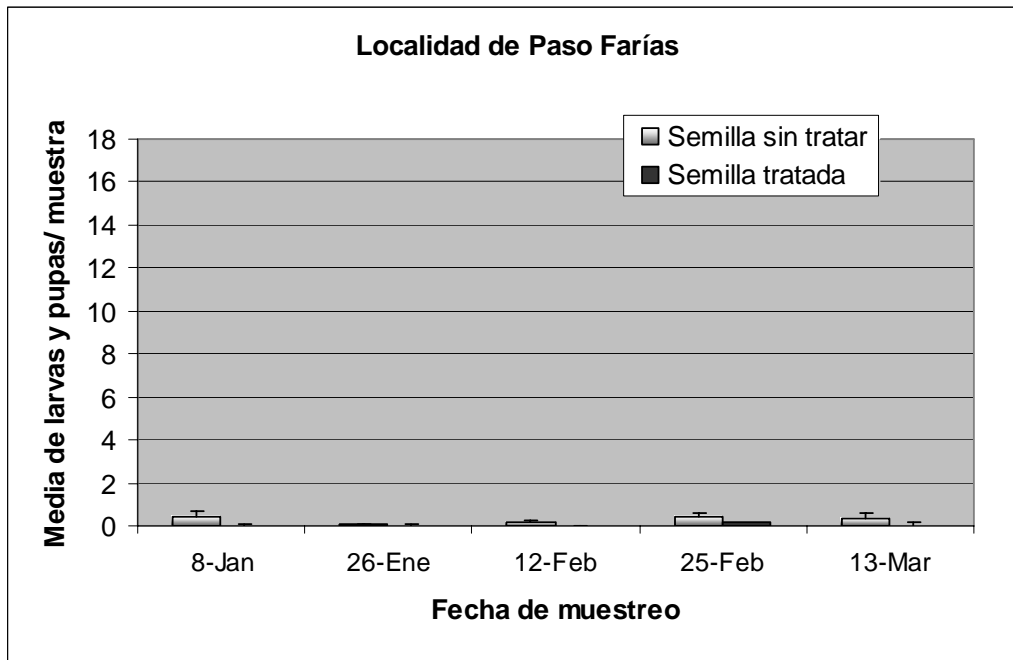 Localidad de Paso Farías
Semilla sin tratar
Semilla tratada
Media de larvas y pupas/ muestra
18
16
14
12
10
8
6
4
2
0
8-Jan 26-Ene 12-Feb 25-Feb 13-Mar
Fecha de muestreo